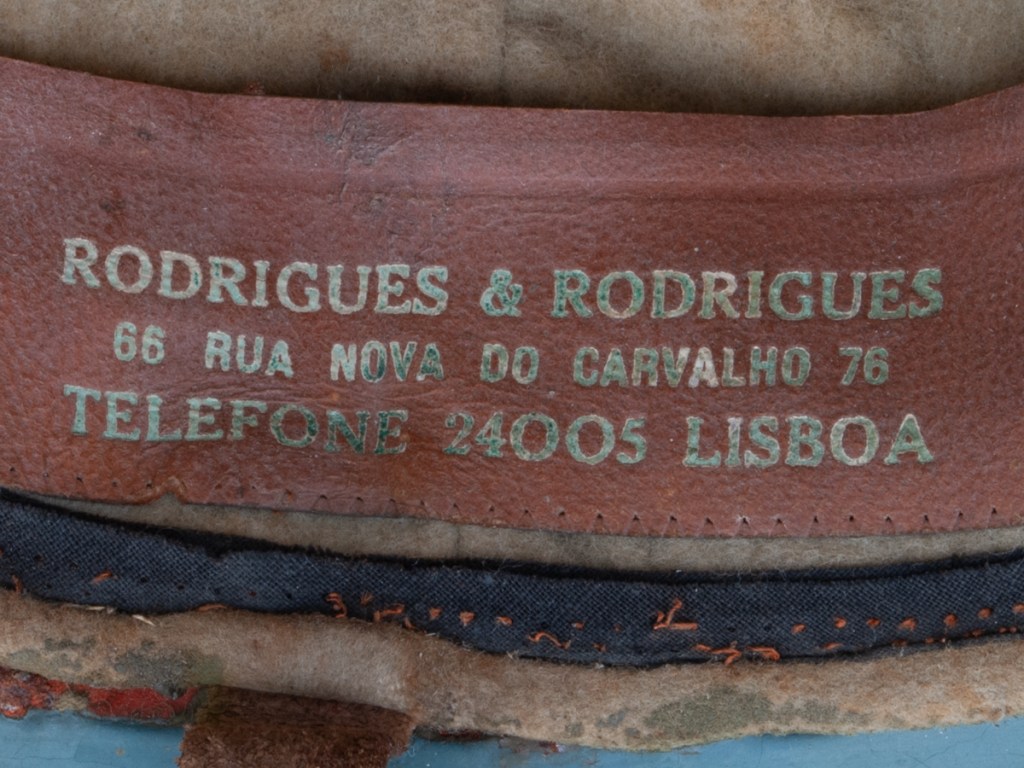 RODRIGUES & RODRIGUES
66 RUA NOVA DO CARVALHO 76
TELEFONE 24005 LISBOA